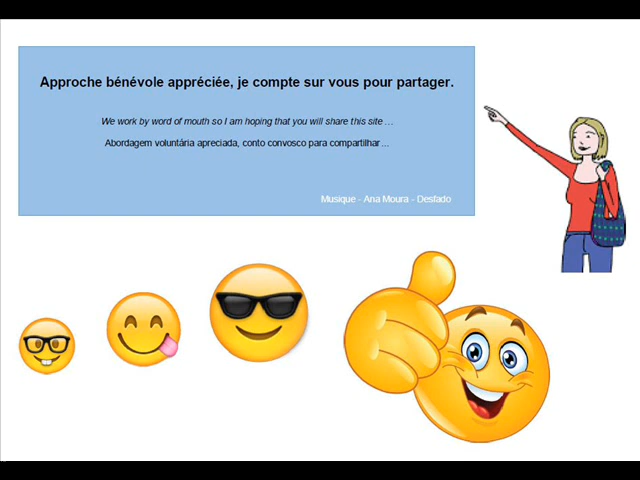 Approche bénévole appréciée, je compte sur vous pour partager.
We work by word of mouth so I am hoping that you will share this site ...
Abordagem voluntária apreciada, conto convosco para compartilhar ...
Musique - Ana Moura - Desfado